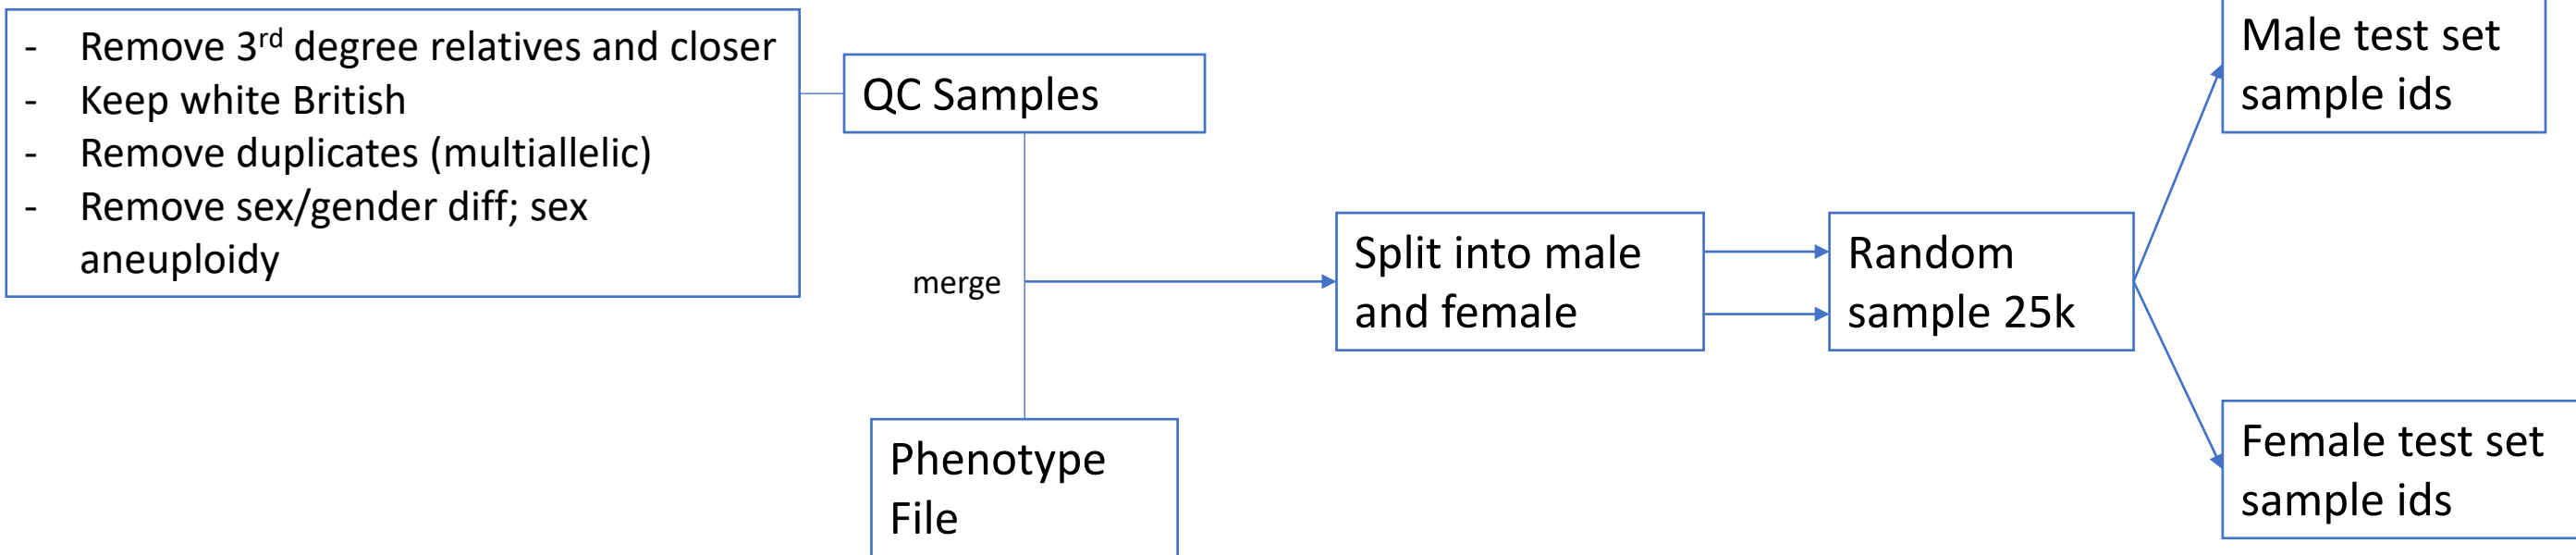 - Remove 3rd degree relatives and closer
- Keep white British
- Remove duplicates (multiallelic)
- Remove sex/gender diff; sex
aneuploidy
QC Samples
merge
Phenotype
File
Split into male
and female
Random
sample 25k
Male test set
sample ids
Female test set
sample ids